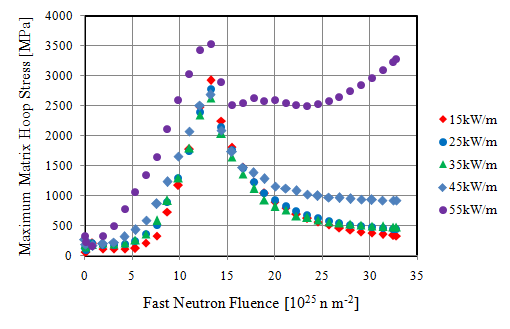 Maximum Matrix Hoop Stress [MPa]
4000
3500
3000
2500
2000
1500
1000
500
0
0 5 10 15 20 25 30 35
Fast Neutron Fluence [10²⁵ n m⁻²]
15kW/m
25kW/m
35kW/m
45kW/m
55kW/m